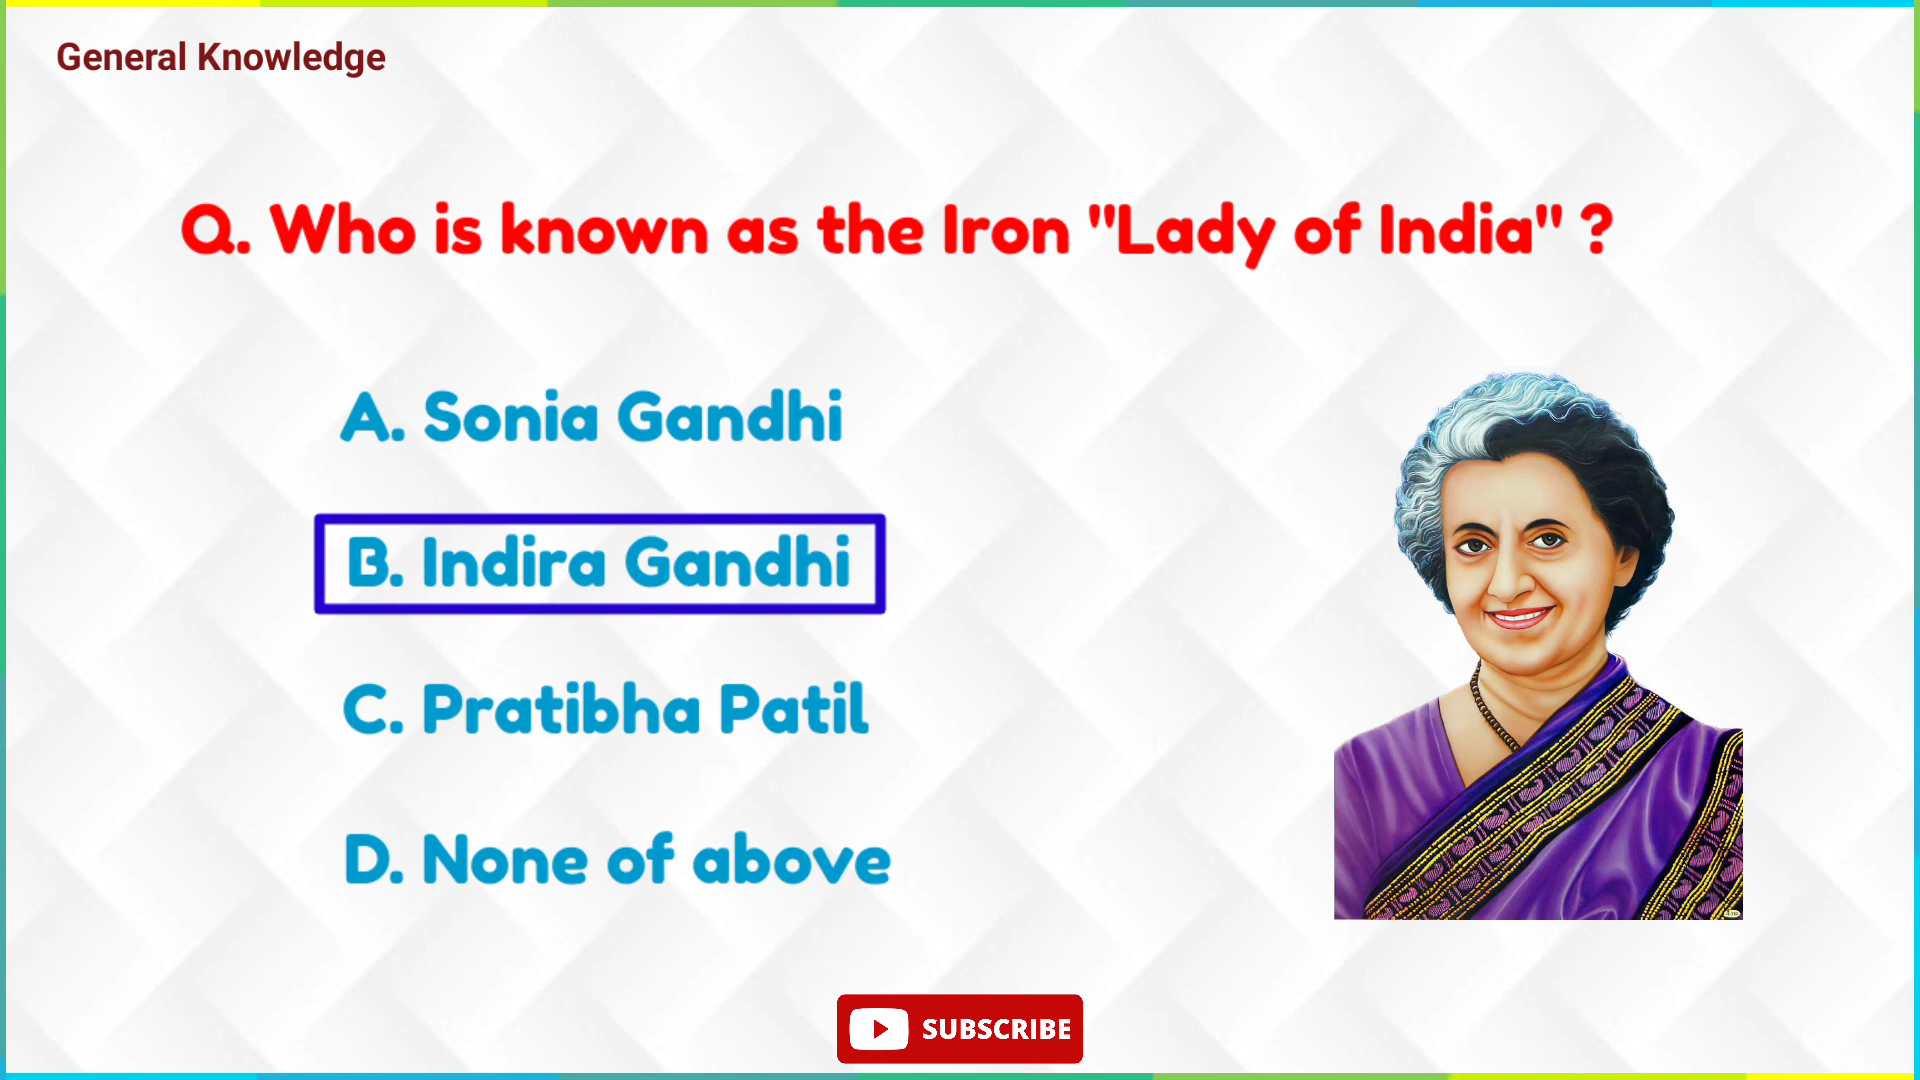 General Knowledge
Q. Who is known as the Iron "Lady of India" ?
A. Sonia Gandhi
B. Indira Gandhi
C. Pratibha Patil
D. None of above
SUBSCRIBE